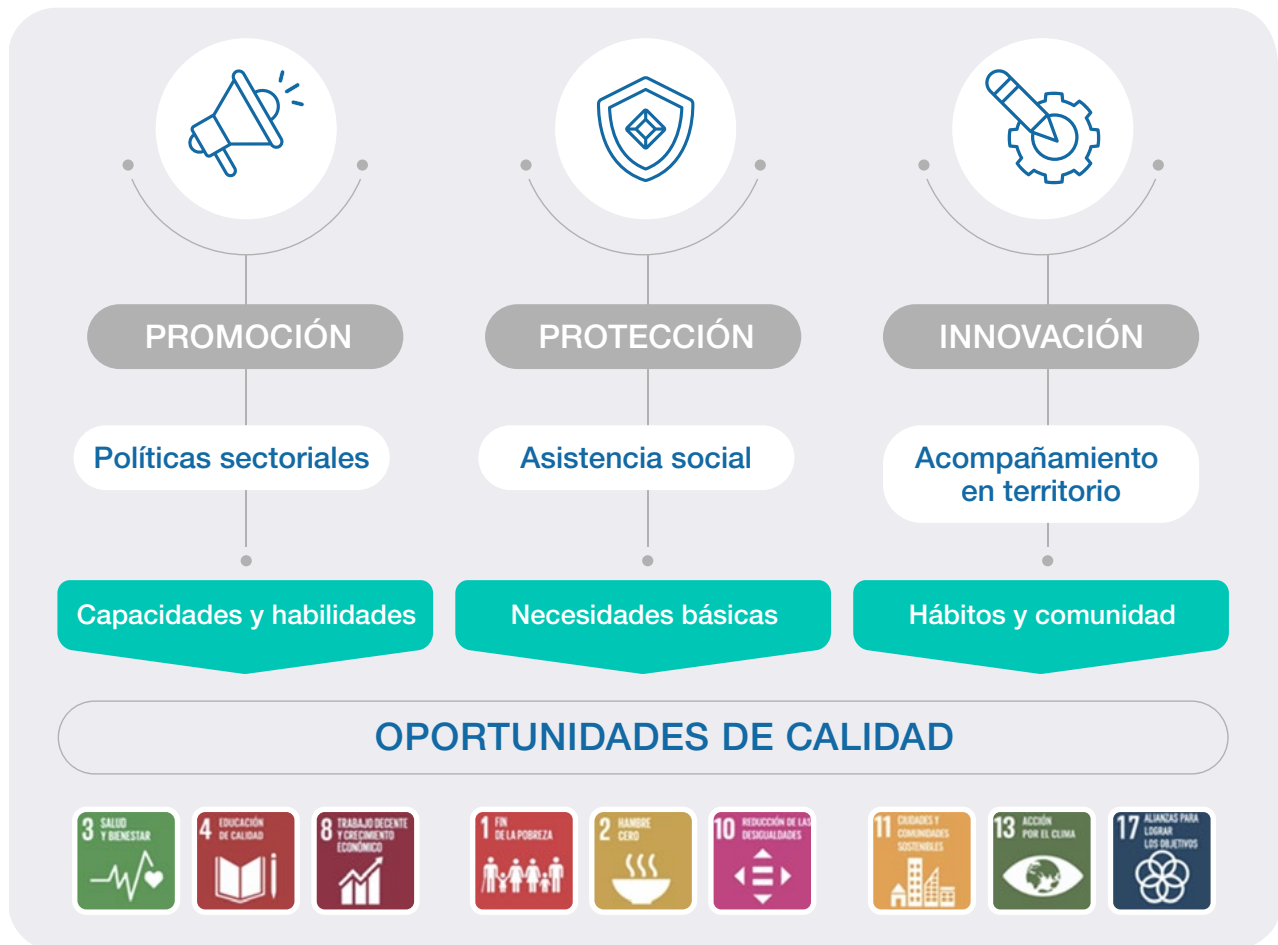 PROMOCIÓN
PROTECCIÓN
INNOVACIÓN
Políticas sectoriales
Asistencia social
Acompañamiento
en territorio
Capacidades y habilidades
Necesidades básicas
Hábitos y comunidad
OPORTUNIDADES DE CALIDAD
3 SALUD
Y BIENESTAR
4 EDUCACIÓN
DE CALIDAD
8 TRABAJO DECENTE
Y CRECIMIENTO
ECONÓMICO
1 FIN
DE LA POBREZA
2 HAMBRE
CERO
10 REDUCCIÓN DE LAS
DESIGUALDADES
11 CIUDADES Y
COMUNIDADES
SOSTENIBLES
13 ACCIÓN
POR EL CLIMA
17 ALIANZAS PARA
LOGRAR
LOS OBJETIVOS